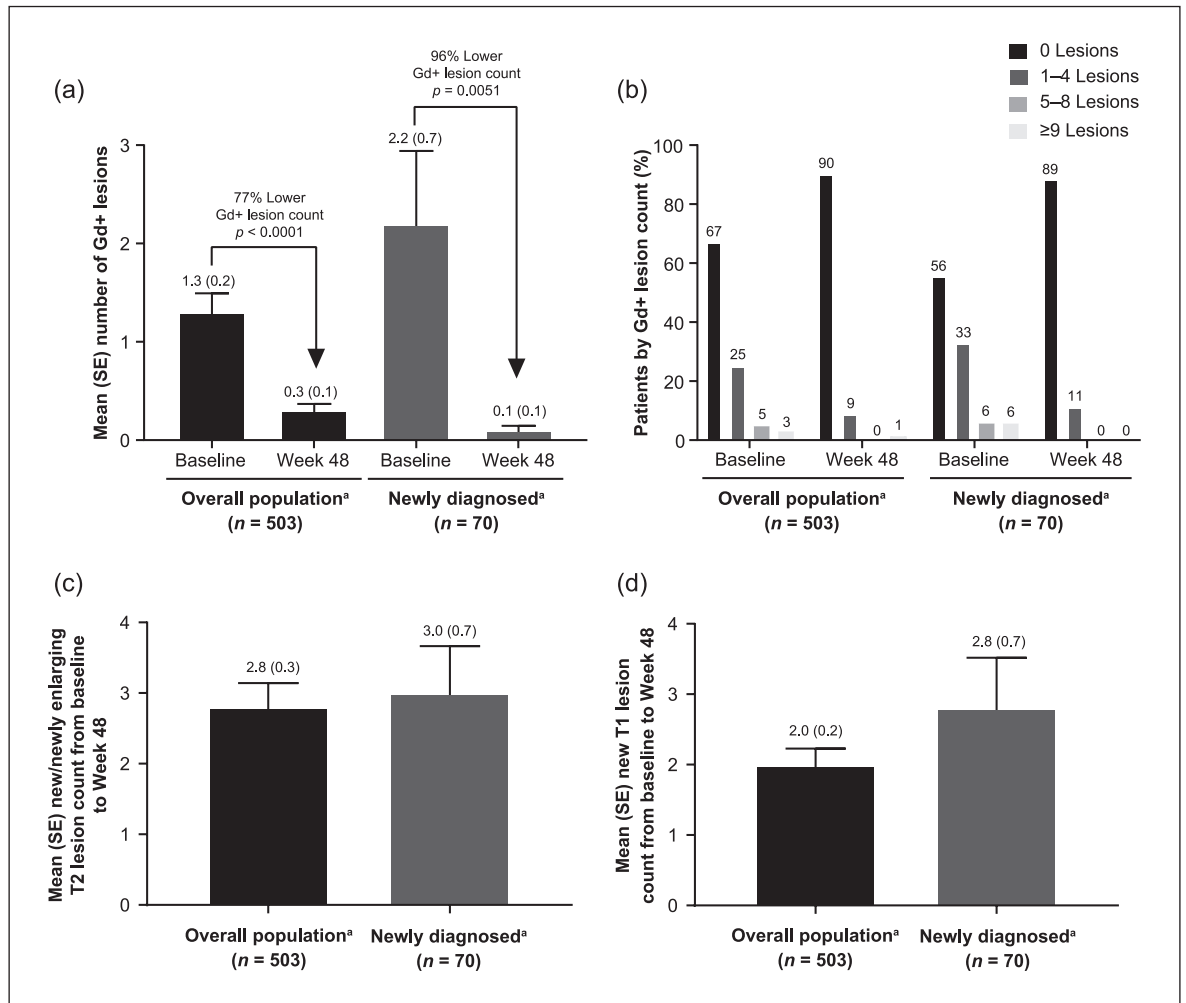 (a)
96% Lower
Gd+ lesion count
p = 0.0051
77% Lower
Gd+ lesion count
p < 0.0001
Mean (SE) number of Gd+ lesions
3
2
1
0
1.3 (0.2)
0.3 (0.1)
2.2 (0.7)
0.1 (0.1)
Baseline Week 48 Baseline Week 48
Overall populationᵃ Newly diagnosedᵃ
(n = 503) (n = 70)
(b)
0 Lesions
1–4 Lesions
5–8 Lesions
≥9 Lesions
Patients by Gd+ lesion count (%)
100
80
60
40
20
0
67 25 5 3 90 9 0 1 56 33 6 6 89 11 0 0
Baseline Week 48 Baseline Week 48
Overall populationᵃ Newly diagnosedᵃ
(n = 503) (n = 70)
(c)
Mean (SE) new/newly enlarging
T2 lesion count from baseline
to Week 48
4
3
2
1
0
2.8 (0.3) 3.0 (0.7)
Overall populationᵃ Newly diagnosedᵃ
(n = 503) (n = 70)
(d)
Mean (SE) new T1 lesion
count from baseline to Week 48
4
3
2
1
0
2.0 (0.2) 2.8 (0.7)
Overall populationᵃ Newly diagnosedᵃ
(n = 503) (n = 70)